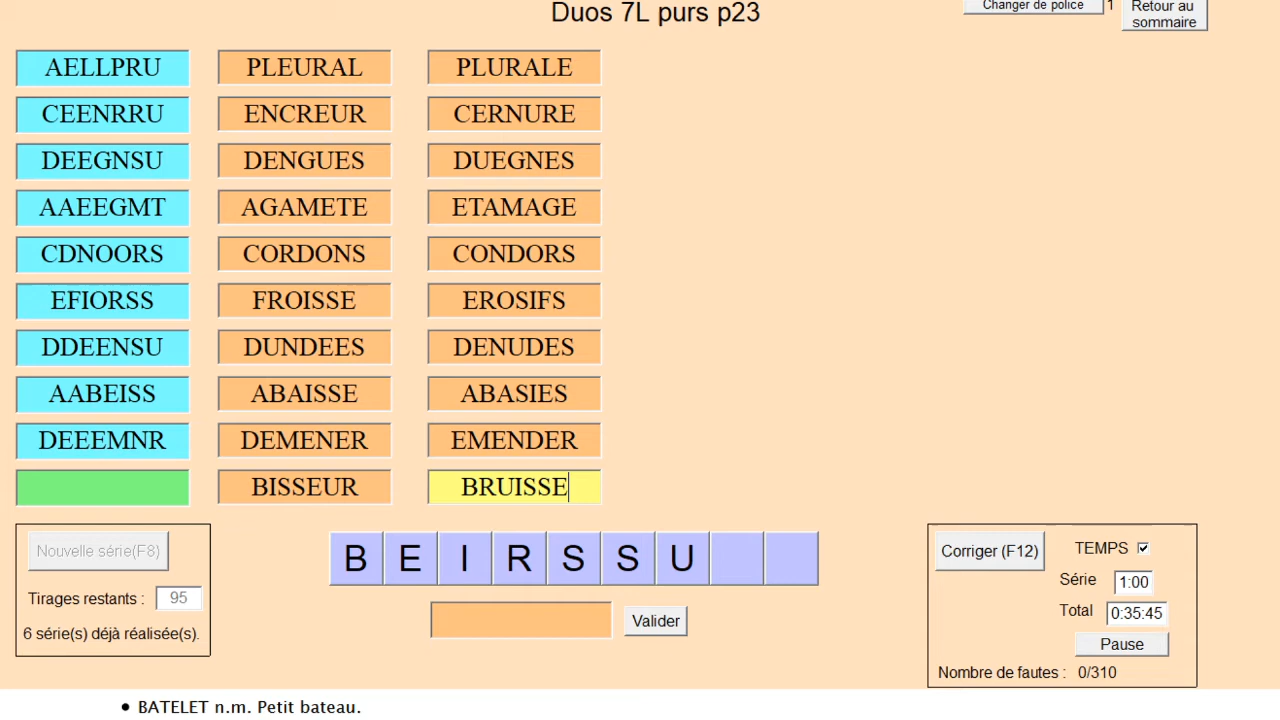 Duos 7L purs p23
Changer de police 1 Retour au sommaire
AELLPRU PLEURAL PLURALE
CEENRRU ENCREUR CERNURE
DEEGNSU DENGUES DUEGNES
AAEEGMT AGAMETE ETAMAGE
CDNOORS CORDONS CONDORS
EFIORSS FROISSE EROSIFS
DDEENSU DUNDEES DENUDES
AABEISS ABAISSE ABASIES
DEEEMNR DEMENER EMENDER
BISSEUR BRUISSE
Nouvelle série(F8)
Tirages restants : 95
6 série(s) déjà réalisée(s).
B E I R S S U
Valider
Corriger (F12) TEMPS
Série 1:00
Total 0:35:45
Pause
Nombre de fautes : 0/310
• BATELET n.m. Petit bateau.